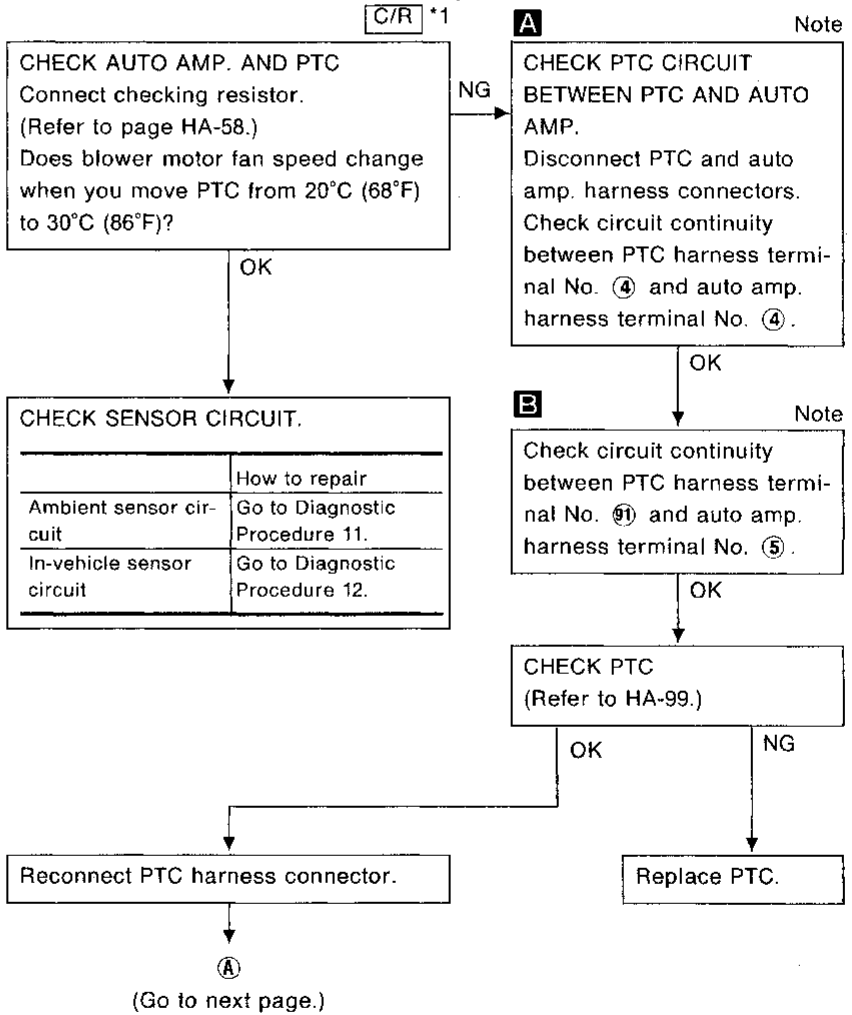 C/R *1
CHECK AUTO AMP. AND PTC
Connect checking resistor.
(Refer to page HA-58.)
Does blower motor fan speed change
when you move PTC from 20°C (68°F)
to 30°C (86°F)?
NG
OK
A Note
CHECK PTC CIRCUIT
BETWEEN PTC AND AUTO
AMP.
Disconnect PTC and auto
amp. harness connectors.
Check circuit continuity
between PTC harness termi-
nal No. ④ and auto amp.
harness terminal No. ④.
OK
CHECK SENSOR CIRCUIT.
How to repair
Ambient sensor cir-
cuit
Go to Diagnostic
Procedure 11.
In-vehicle sensor
circuit
Go to Diagnostic
Procedure 12.
B Note
Check circuit continuity
between PTC harness termi-
nal No. (91) and auto amp.
harness terminal No. ⑤.
OK
CHECK PTC
(Refer to HA-99.)
OK
NG
Reconnect PTC harness connector.
Replace PTC.
Ⓐ
(Go to next page.)